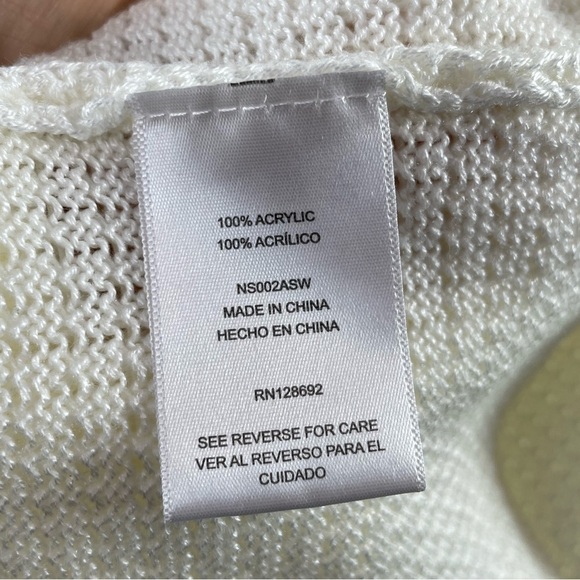 100% ACRYLIC
100% ACRÍLICO
NS002ASW
MADE IN CHINA
HECHO EN CHINA
RN128692
SEE REVERSE FOR CARE
VER AL REVERSO PARA EL
CUIDADO